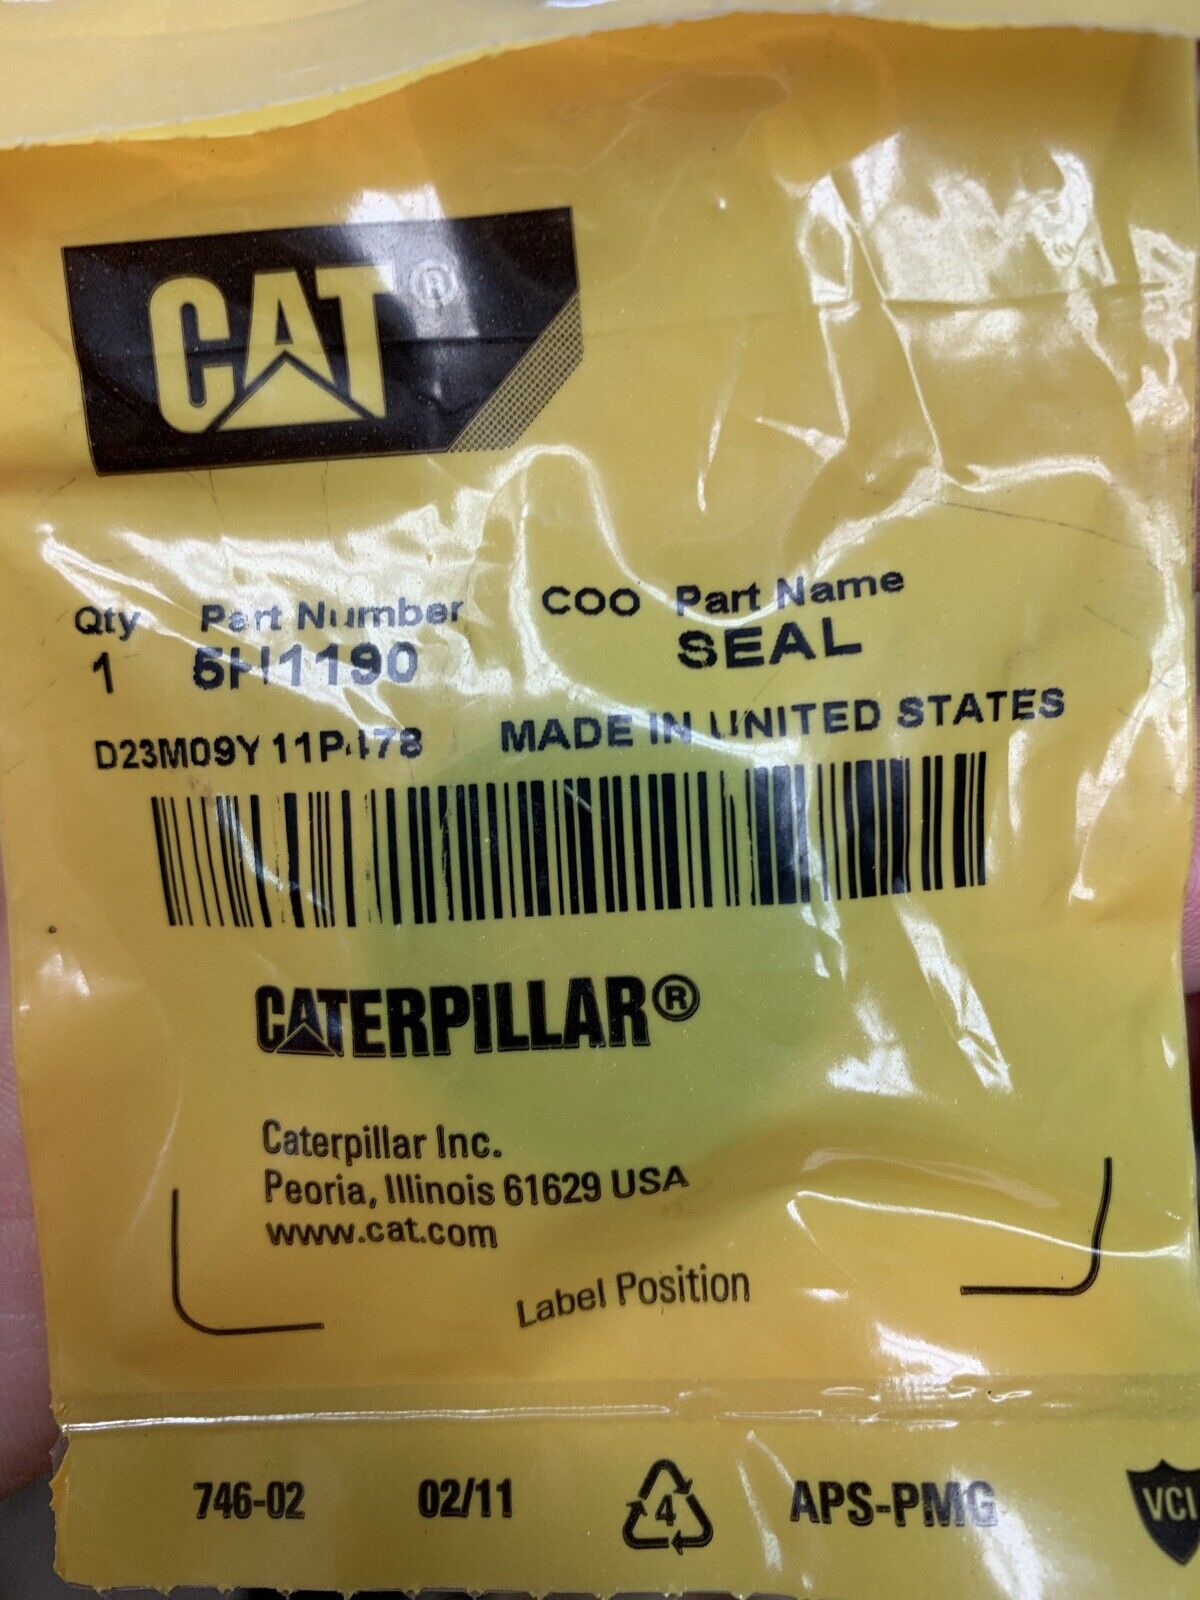 CAT®
Qty Part Number COO Part Name
1 5H1190 SEAL
D23M09Y 11P478 MADE IN UNITED STATES
CATERPILLAR®
Caterpillar Inc.
Peoria, Illinois 61629 USA
www.cat.com
Label Position
746-02 02/11 4 APS-PMG VCI